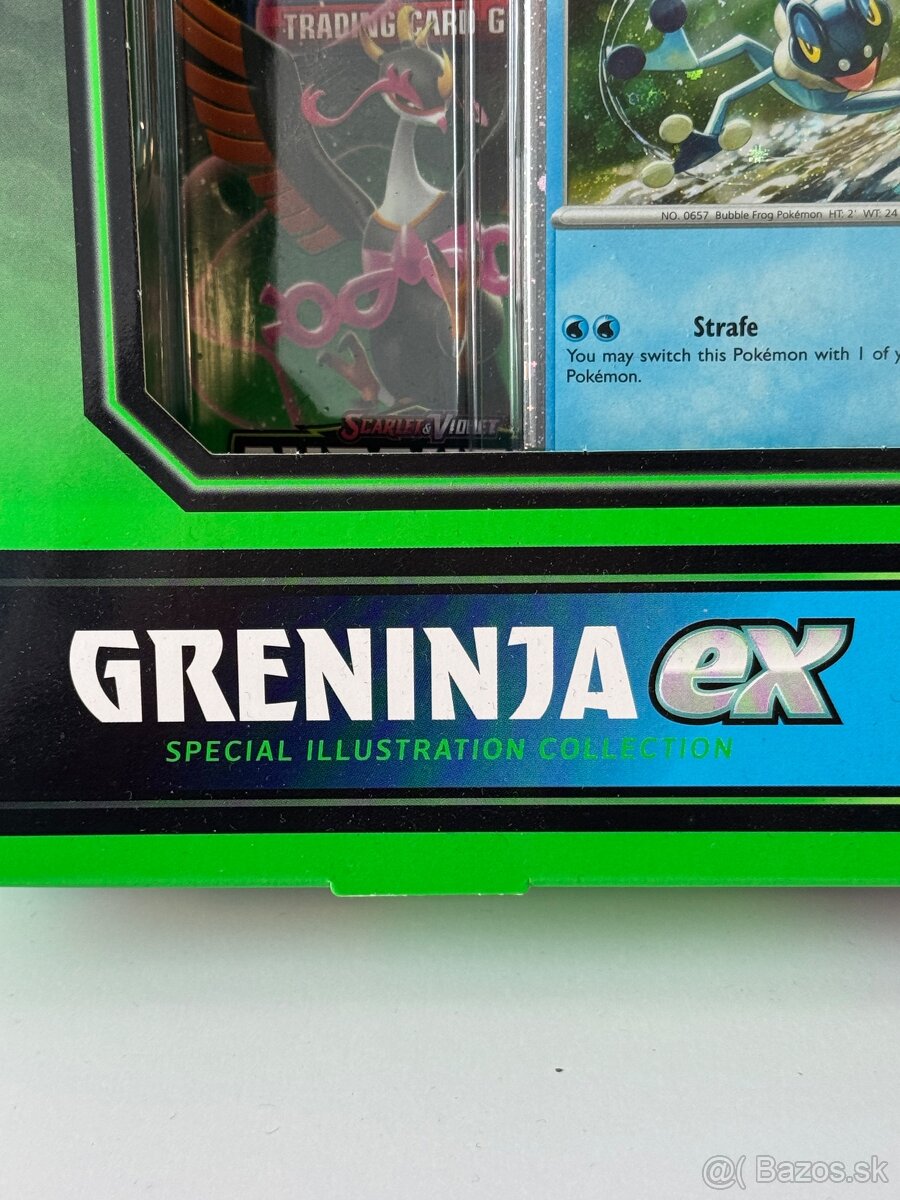 TRADING CARD G
NO. 0657 Bubble Frog Pokémon HT: 2' WT: 24
Strafe
You may switch this Pokémon with 1 of y
Pokémon.
SCARLET & VIOLET
GRENINJA ex
SPECIAL ILLUSTRATION COLLECTION
@( Bazos.sk